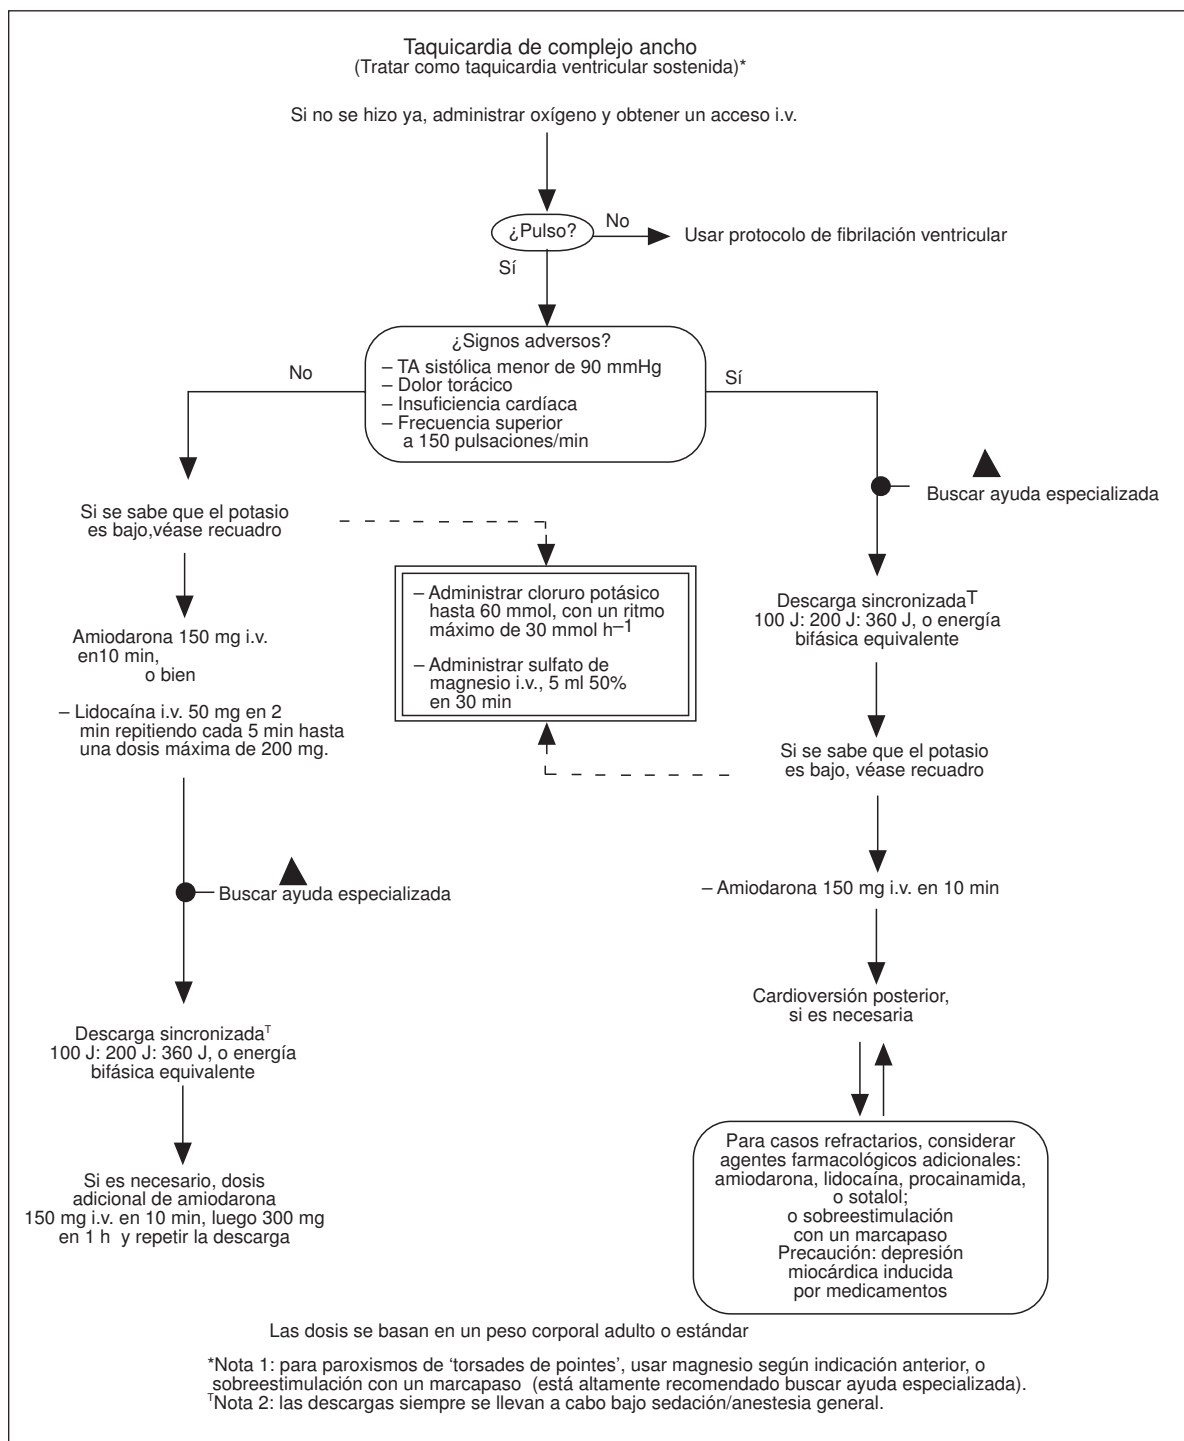 Taquicardia de complejo ancho
(Tratar como taquicardia ventricular sostenida)*
Si no se hizo ya, administrar oxígeno y obtener un acceso i.v.
¿Pulso?
No
Usar protocolo de fibrilación ventricular
Sí
¿Signos adversos?
– TA sistólica menor de 90 mmHg
– Dolor torácico
– Insuficiencia cardíaca
– Frecuencia superior
a 150 pulsaciones/min
No
Sí
Buscar ayuda especializada
Si se sabe que el potasio
es bajo,véase recuadro
Amiodarona 150 mg i.v.
en10 min,
o bien
– Lidocaína i.v. 50 mg en 2
min repitiendo cada 5 min hasta
una dosis máxima de 200 mg.
Buscar ayuda especializada
Descarga sincronizadaᵀ
100 J: 200 J: 360 J, o energía
bifásica equivalente
Si es necesario, dosis
adicional de amiodarona
150 mg i.v. en 10 min, luego 300 mg
en 1 h y repetir la descarga
– Administrar cloruro potásico
hasta 60 mmol, con un ritmo
máximo de 30 mmol h⁻¹
– Administrar sulfato de
magnesio i.v., 5 ml 50%
en 30 min
Descarga sincronizadaᵀ
100 J: 200 J: 360 J, o energía
bifásica equivalente
Si se sabe que el potasio
es bajo, véase recuadro
– Amiodarona 150 mg i.v. en 10 min
Cardioversión posterior,
si es necesaria
Para casos refractarios, considerar
agentes farmacológicos adicionales:
amiodarona, lidocaína, procainamida,
o sotalol;
o sobreestimulación
con un marcapaso
Precaución: depresión
miocárdica inducida
por medicamentos
Las dosis se basan en un peso corporal adulto o estándar
*Nota 1: para paroxismos de ‘torsades de pointes’, usar magnesio según indicación anterior, o
sobreestimulación con un marcapaso (está altamente recomendado buscar ayuda especializada).
ᵀNota 2: las descargas siempre se llevan a cabo bajo sedación/anestesia general.